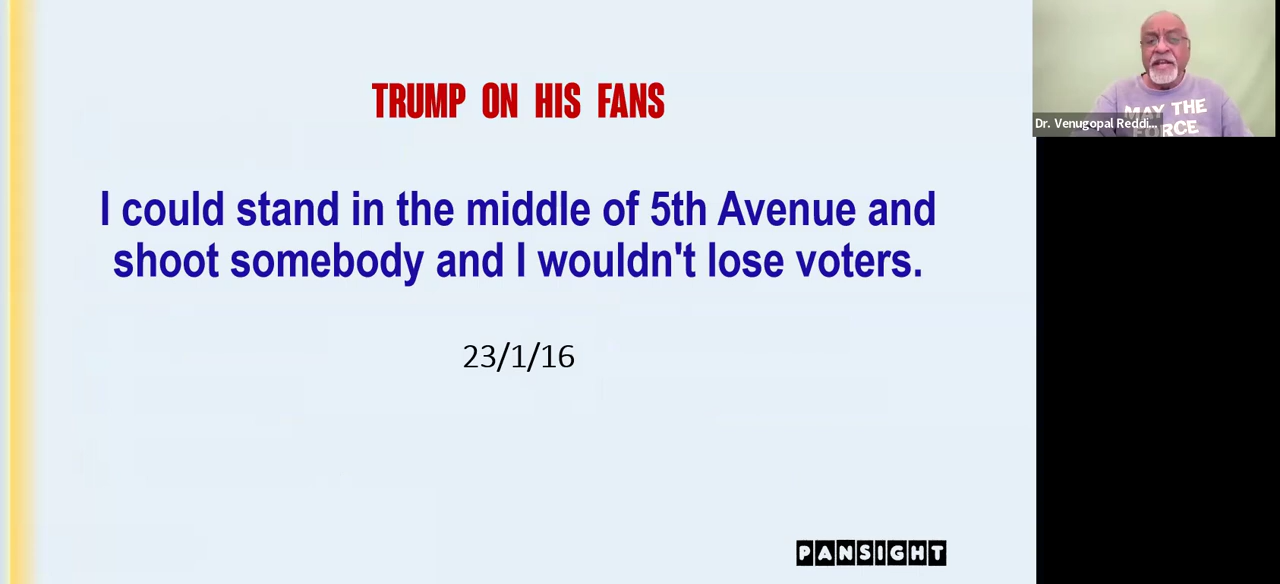 TRUMP ON HIS FANS
I could stand in the middle of 5th Avenue and
shoot somebody and I wouldn't lose voters.
23/1/16
PANSIGHT
MAY THE
FORCE
Dr. Venugopal Reddi...